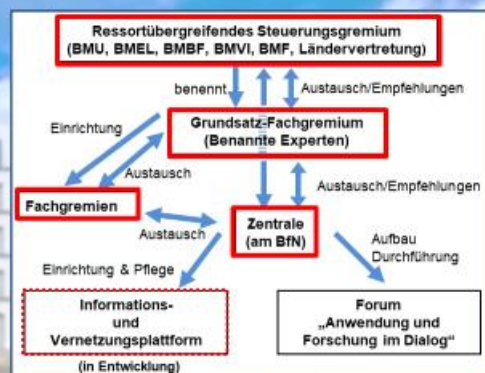 Ressortübergreifendes Steuerungsgremium
(BMU, BMEL, BMBF, BMVI, BMF, Ländervertretung)
benennt
Austausch/Empfehlungen
Einrichtung
Grundsatz-Fachgremium
(Benannte Experten)
Austausch
Austausch/Empfehlungen
Fachgremien
Austausch
Zentrale
(am BfN)
Aufbau
Durchführung
Einrichtung & Pflege
Informations-
und
Vernetzungsplattform
(in Entwicklung)
Forum
„Anwendung und
Forschung im Dialog"